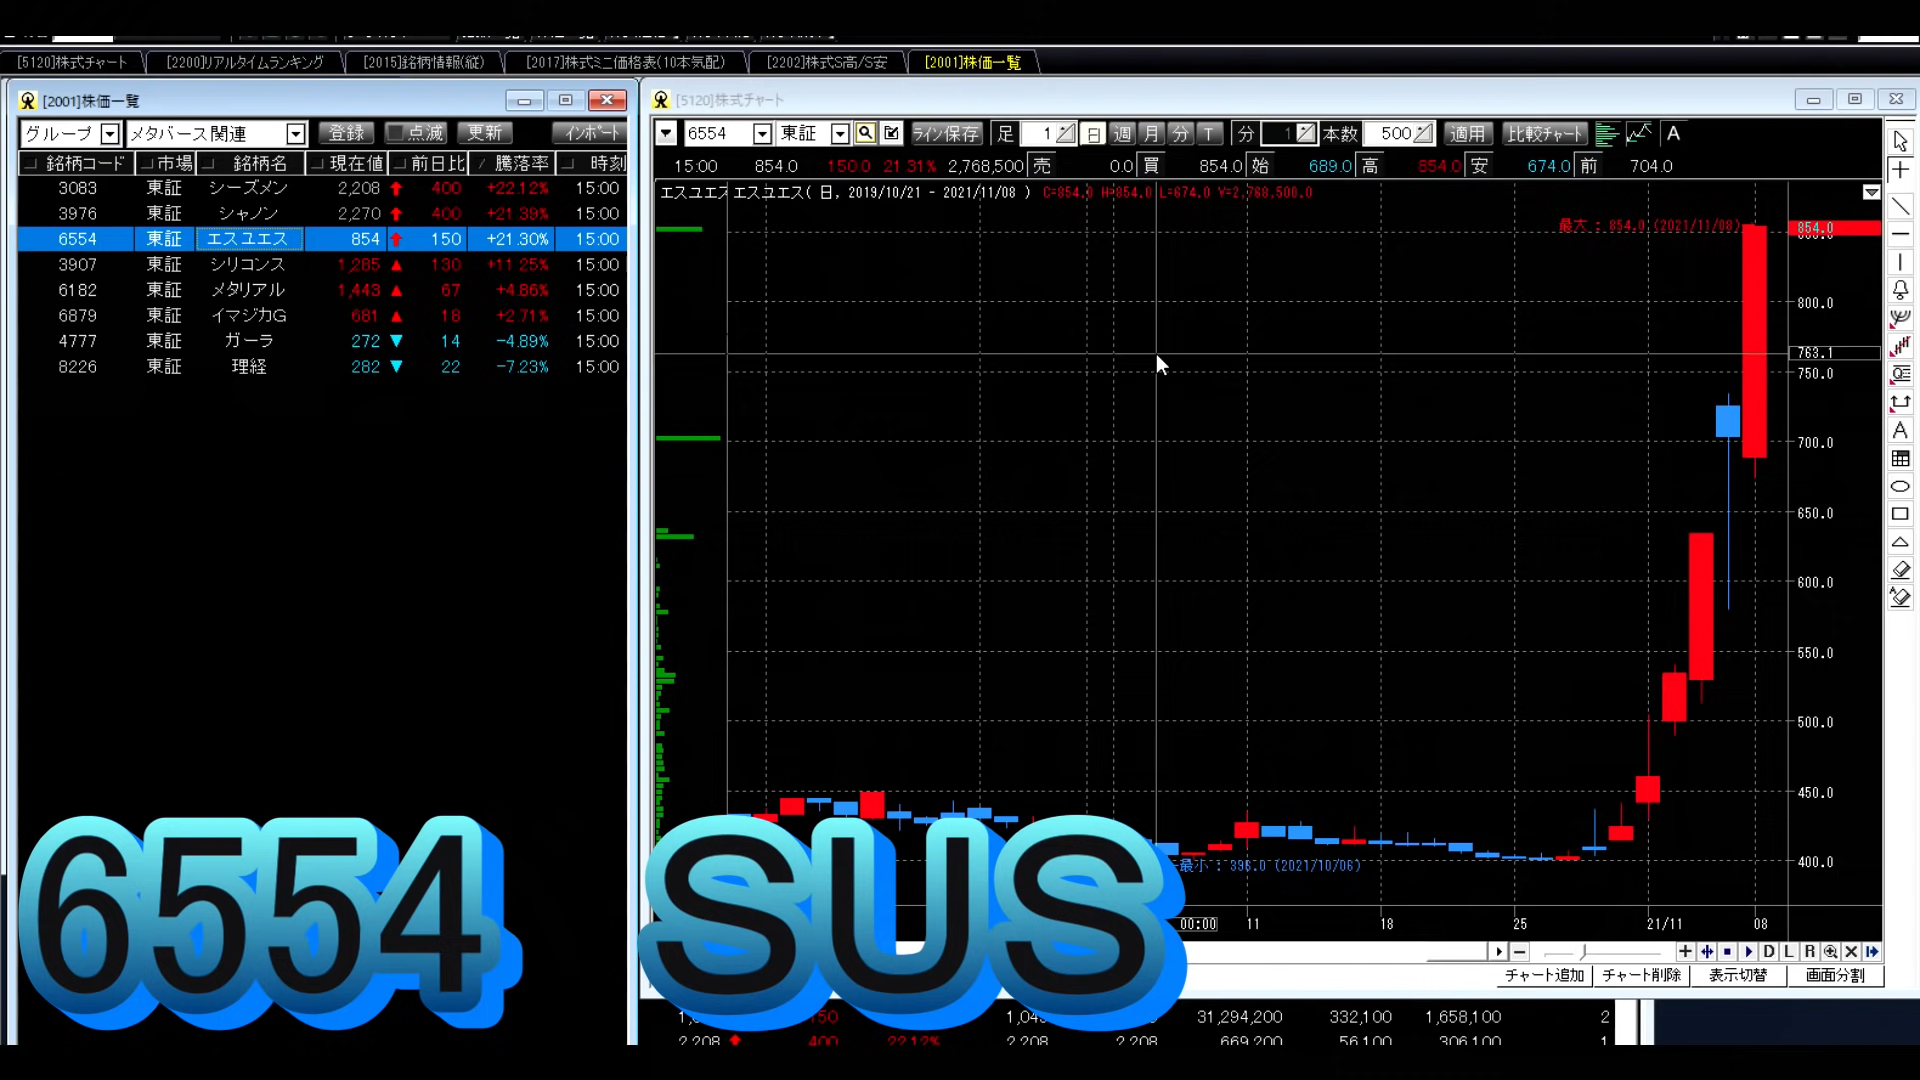 [5120]株式チャート [2200]リアルタイムランキング [2015]銘柄情報(縦) [2017]株式ミニ価格表(10本気配) [2202]株式S高/S安 [2001]株価一覧
[2001]株価一覧
グループ メタバース関連 登録 点滅 更新 インポート
銘柄コード 市場 銘柄名 現在値 前日比 騰落率 時刻
3083 東証 シーズメン 2,208 400 +22.12% 15:00
3976 東証 シャノン 2,270 400 +21.39% 15:00
6554 東証 エスユエス 854 150 +21.30% 15:00
3907 東証 シリコンス 1,285 130 +11.25% 15:00
6182 東証 メタリアル 1,443 67 +4.86% 15:00
6879 東証 イマジカG 681 18 +2.71% 15:00
4777 東証 ガーラ 272 14 -4.89% 15:00
8226 東証 理経 282 22 -7.23% 15:00
[5120]株式チャート
6554 東証 ライン保存 足 1 日 週 月 分 T 分 1 本数 500 適用 比較チャート A
15:00 854.0 150.0 21.31% 2,768,500 売 0.0 買 854.0 始 689.0 高 854.0 安 674.0 前 704.0
エスユエス エスユエス( 日, 2019/10/21 - 2021/11/08 ) C=854.0 H=854.0 L=674.0 V=2,768,500.0
最大 : 854.0 (2021/11/08)
854.0
800.0
763.1
750.0
700.0
650.0
600.0
550.0
500.0
450.0
400.0
最小 : 396.0 (2021/10/06)
00:00 11 18 25 21/11 08
D L R
チャート追加 チャート削除 表示切替 画面分割
6554 SUS
31,294,200 332,100 1,658,100 2
2,208 400 22.12% 2,208 2,208 669,200 56,100 306,100 1